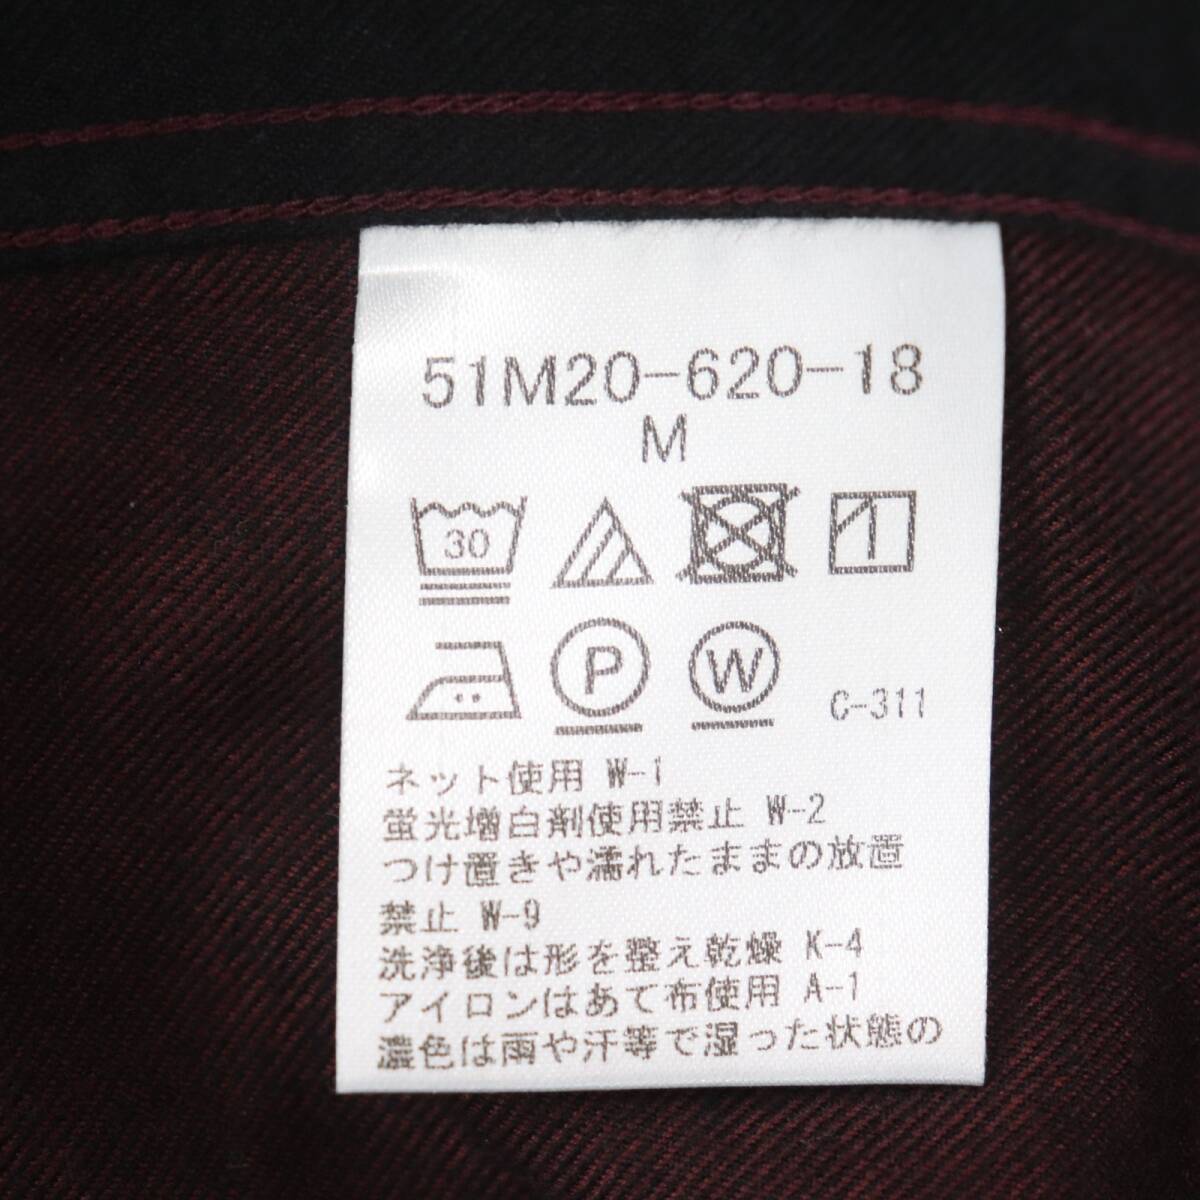 51M20-620-18
M
30
P W C-311
ネット使用 W-1
蛍光増白剤使用禁止 W-2
つけ置きや濡れたままの放置
禁止 W-9
洗浄後は形を整え乾燥 K-4
アイロンはあて布使用 A-1
濃色は雨や汗等で湿った状態の